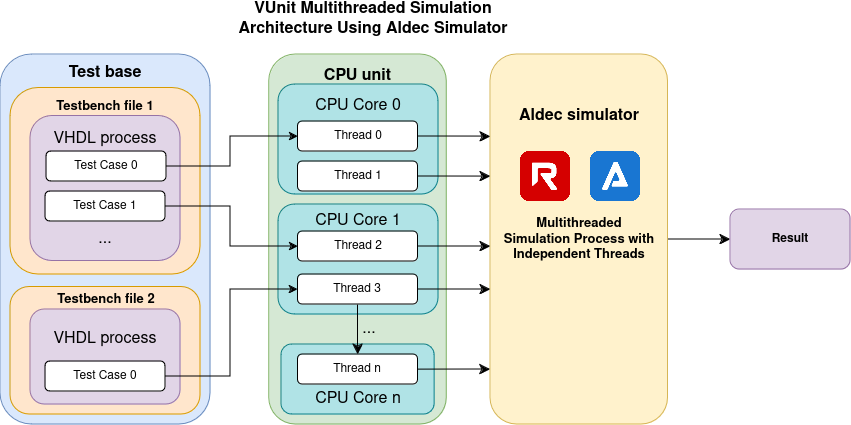 VUnit Multithreaded Simulation
Architecture Using Aldec Simulator
Test base
Testbench file 1
VHDL process
Test Case 0
Test Case 1
...
Testbench file 2
VHDL process
Test Case 0
CPU unit
CPU Core 0
Thread 0
Thread 1
CPU Core 1
Thread 2
Thread 3
...
Thread n
CPU Core n
Aldec simulator
R A
Multithreaded
Simulation Process with
Independent Threads
Result